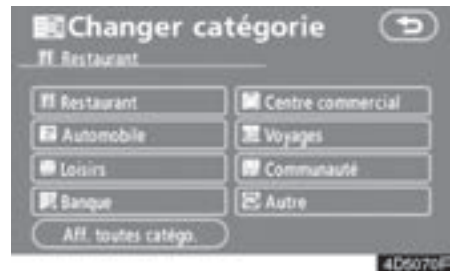 Changer catégorie
Restaurant
Restaurant
Centre commercial
Automobile
Voyages
Loisirs
Communauté
Banque
Autre
Aff. toutes catégo.
4D5070F